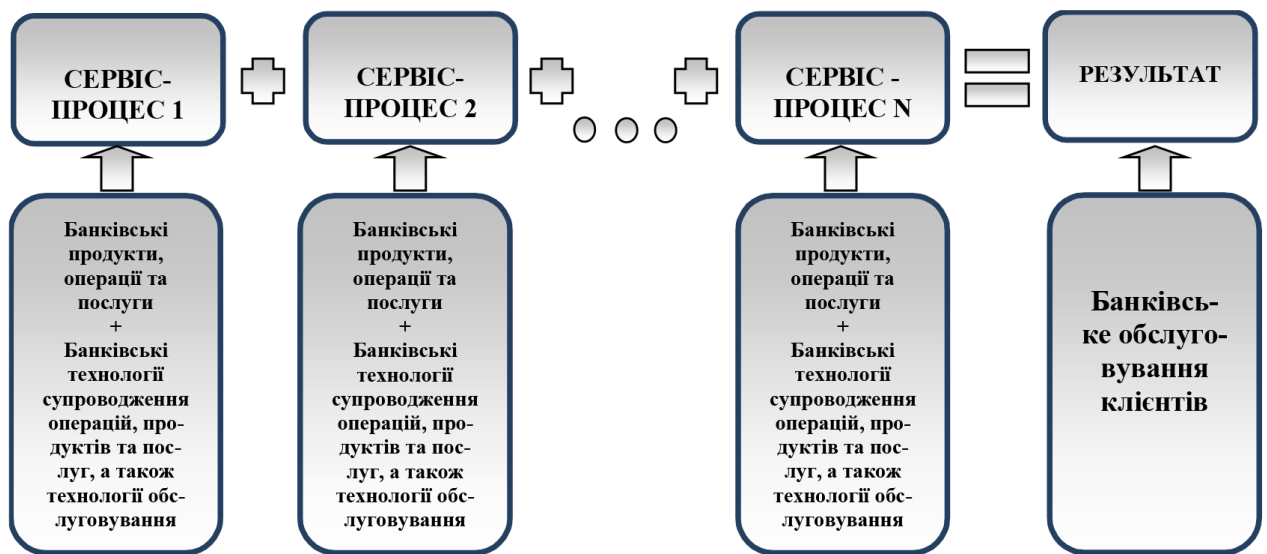 СЕРВІС-
ПРОЦЕС 1
СЕРВІС-
ПРОЦЕС 2
СЕРВІС -
ПРОЦЕС N
РЕЗУЛЬТАТ
Банківські
продукти,
операції та
послуги
+
Банківські
технології
супроводження
операцій, про-
дуктів та пос-
луг, а також
технології обс-
луговування
Банківські
продукти,
операції та
послуги
+
Банківські
технології
супроводження
операцій, про-
дуктів та пос-
луг, а також
технології обс-
луговування
Банківські
продукти,
операції та
послуги
+
Банківські
технології
супроводження
операцій, про-
дуктів та пос-
луг, а також
технології обс-
луговування
Банківсь-
ке обслуго-
вування
клієнтів